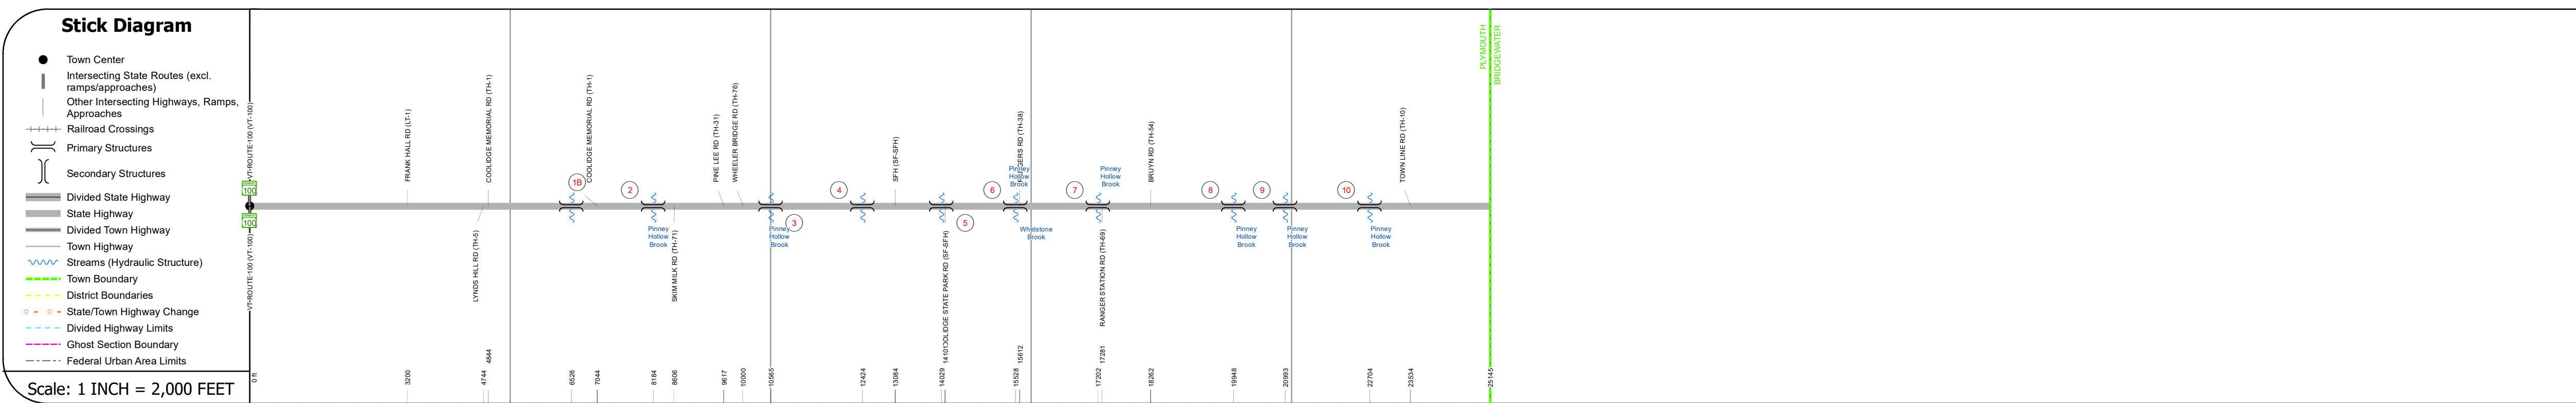 Stick Diagram
Town Center
Intersecting State Routes (excl.
ramps/approaches)
Other Intersecting Highways, Ramps,
Approaches
Railroad Crossings
Primary Structures
Secondary Structures
Divided State Highway
State Highway
Divided Town Highway
Town Highway
Streams (Hydraulic Structure)
Town Boundary
District Boundaries
State/Town Highway Change
Divided Highway Limits
Ghost Section Boundary
Federal Urban Area Limits
Scale: 1 INCH = 2,000 FEET
VT-ROUTE-100 (VT-100)
100
100
VT-ROUTE-100 (VT-100)
FRANK HALL RD (LT-1)
LYNDS HILL RD (TH-5)
COOLIDGE MEMORIAL RD (TH-1)
1B
COOLIDGE MEMORIAL RD (TH-1)
2
Pinney
Hollow
Brook
SKIM MILK RD (TH-71)
PINE LEE RD (TH-31)
WHEELER BRIDGE RD (TH-76)
3
Pinney
Hollow
Brook
4
SFH (SF-SFH)
5
OOLIDGE STATE PARK RD (SF-SFH)
6
Pinney
Hollow
Brook
GERS RD (TH-38)
Whetstone
Brook
7
Pinney
Hollow
Brook
RANGER STATION RD (TH-69)
BRUYN RD (TH-54)
8
Pinney
Hollow
Brook
9
Pinney
Hollow
Brook
10
Pinney
Hollow
Brook
TOWN LINE RD (TH-10)
PLYMOUTH
BRIDGEWATER
0 ft
3200
4744
4844
6526
7044
8184
8606
9617
10000
10565
12424
13084
14029
14101
15528
15612
17202
17281
18262
19948
20993
22704
23534
25145